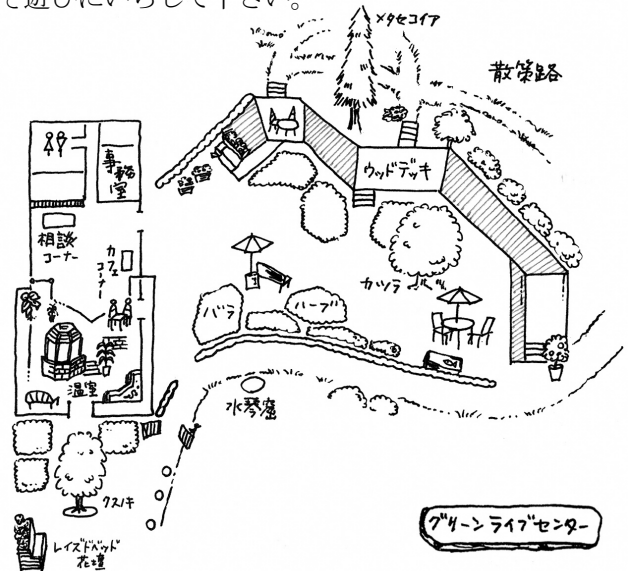 て遊びにいらして下さい。
メタセコイア
散策路
事務室
ウッドデッキ
相談
コーナー
カフェ
コーナー
カツラ
バラ
ハーブ
温室
水琴窟
クスノキ
グリーンライブセンター
レイズドベッド
花壇